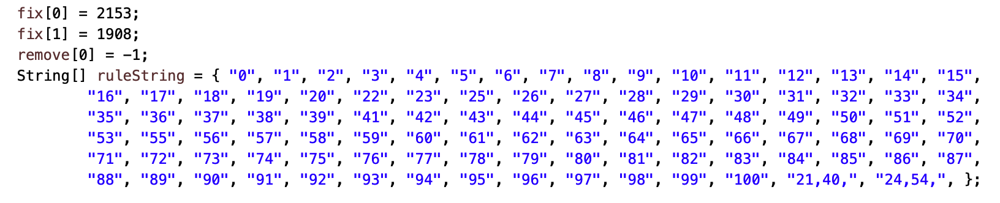 fix[0] = 2153;
fix[1] = 1908;
remove[0] = -1;
String[] ruleString = { "0", "1", "2", "3", "4", "5", "6", "7", "8", "9", "10", "11", "12", "13", "14", "15",
"16", "17", "18", "19", "20", "22", "23", "25", "26", "27", "28", "29", "30", "31", "32", "33", "34",
"35", "36", "37", "38", "39", "41", "42", "43", "44", "45", "46", "47", "48", "49", "50", "51", "52",
"53", "55", "56", "57", "58", "59", "60", "61", "62", "63", "64", "65", "66", "67", "68", "69", "70",
"71", "72", "73", "74", "75", "76", "77", "78", "79", "80", "81", "82", "83", "84", "85", "86", "87",
"88", "89", "90", "91", "92", "93", "94", "95", "96", "97", "98", "99", "100", "21,40,", "24,54,", };